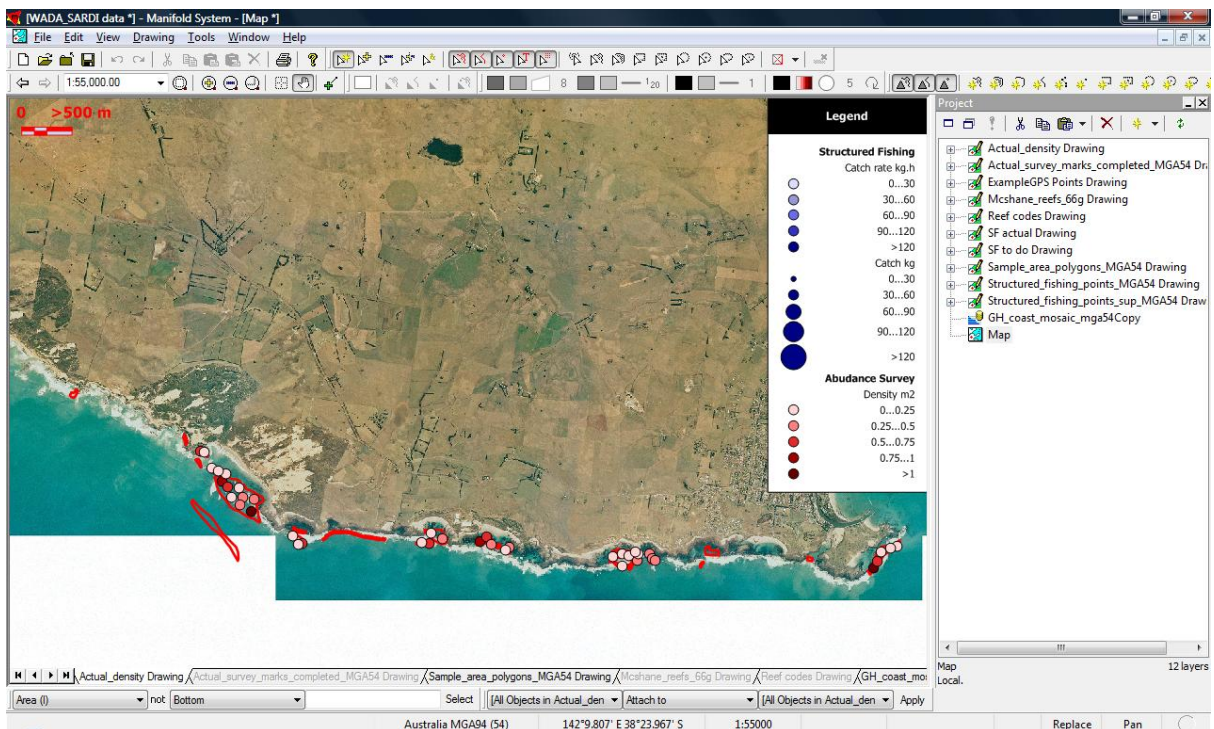 [WADA_SARDI data *] - Manifold System - [Map *]
File Edit View Drawing Tools Window Help
8 120 1 5
1:55,000.00
0 >500 m
Legend
Structured Fishing
Catch rate kg.h
0...30
30...60
60...90
90...120
>120
Catch kg
0...30
30...60
60...90
90...120
>120
Abudance Survey
Density m2
0...0.25
0.25...0.5
0.5...0.75
0.75...1
>1
Project
Actual_density Drawing
Actual_survey_marks_completed_MGA54 Dr
ExampleGPS Points Drawing
Mcshane_reefs_66g Drawing
Reef codes Drawing
SF actual Drawing
SF to do Drawing
Sample_area_polygons_MGA54 Drawing
Structured_fishing_points_MGA54 Drawing
Structured_fishing_points_sup_MGA54 Draw
GH_coast_mosaic_mga54Copy
Map
Map 12 layers
Local.
Actual_density Drawing Actual_survey_marks_completed_MGA54 Drawing Sample_area_polygons_MGA54 Drawing Mcshane_reefs_66g Drawing Reef codes Drawing GH_coast_mo
Area (I) not Bottom Select [All Objects in Actual_den Attach to [All Objects in Actual_den Apply
Australia MGA94 (54) 142°9.807' E 38°23.967' S 1:55000 Replace Pan